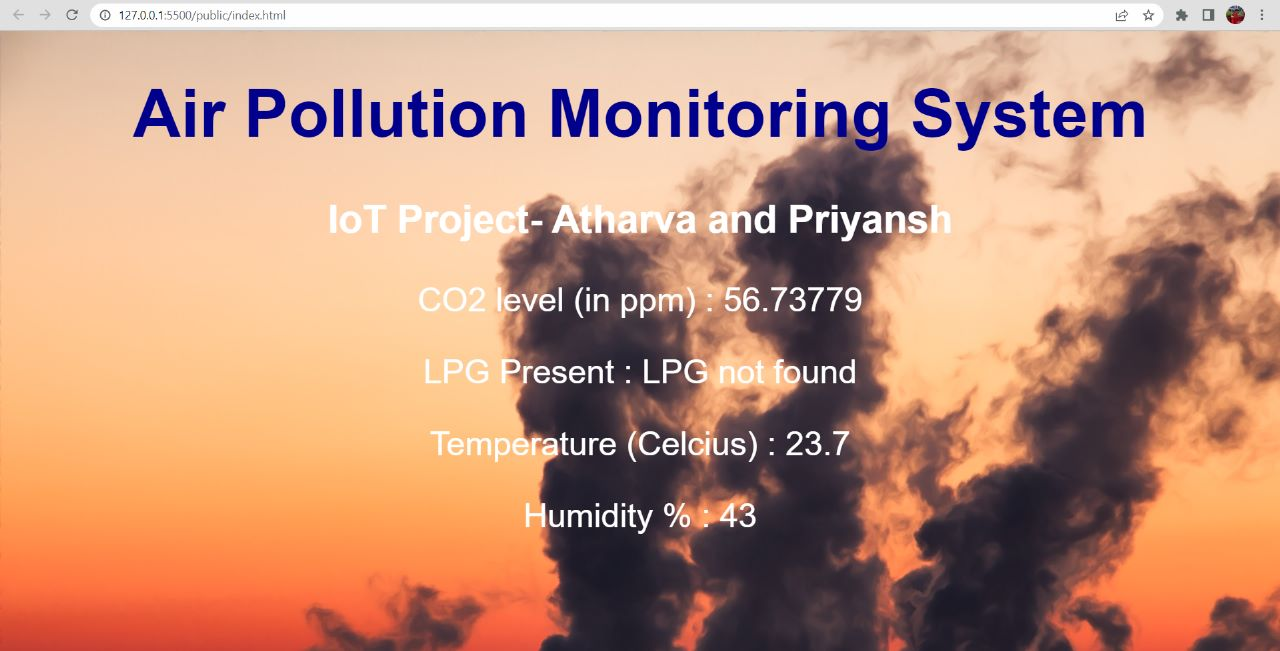 127.0.0.1:5500/public/index.html
Air Pollution Monitoring System
IoT Project- Atharva and Priyansh
CO2 level (in ppm) : 56.73779
LPG Present : LPG not found
Temperature (Celcius) : 23.7
Humidity % : 43